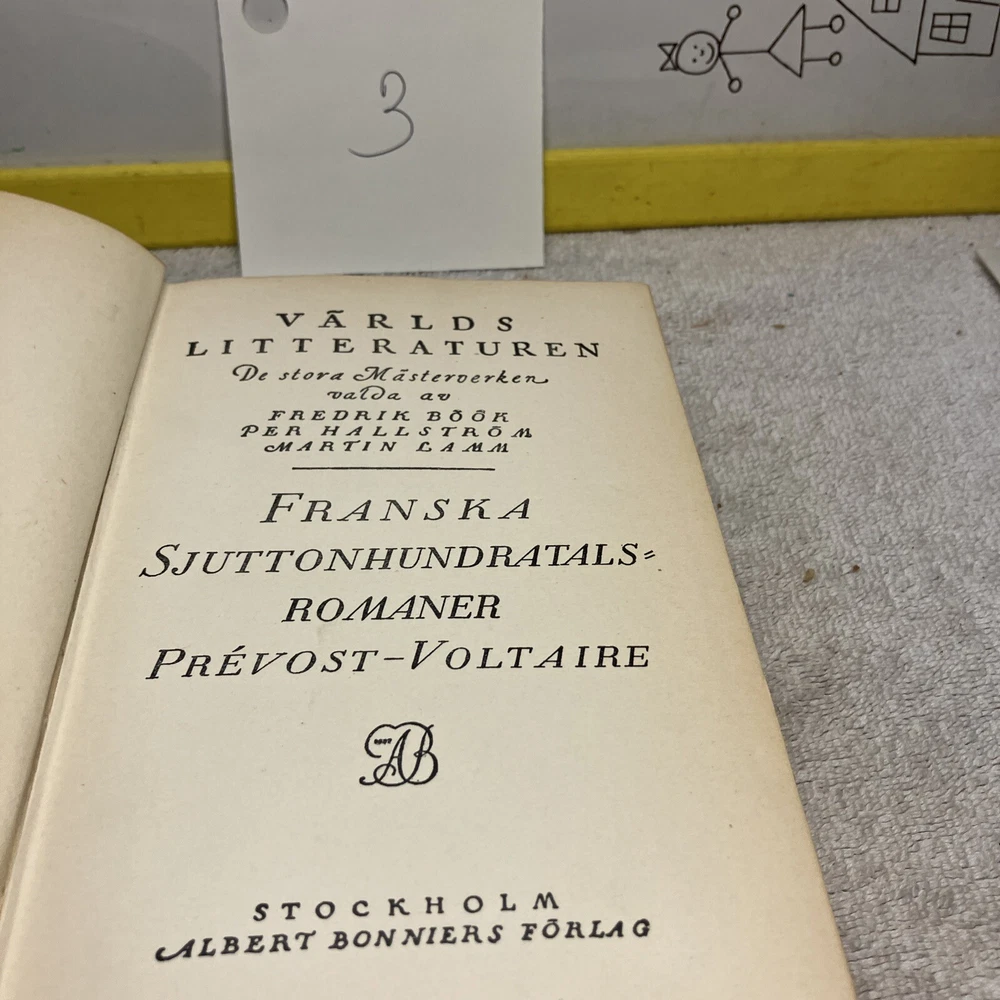 3
VÄRLDS
LITTERATUREN
De stora Mästerverken
valda av
FREDRIK BÖÖK
PER HALLSTRÖM
MARTIN LAMM
FRANSKA
SJUTTONHUNDRATALS=
ROMANER
PRÉVOST–VOLTAIRE
AB
STOCKHOLM
ALBERT BONNIERS FÖRLAG